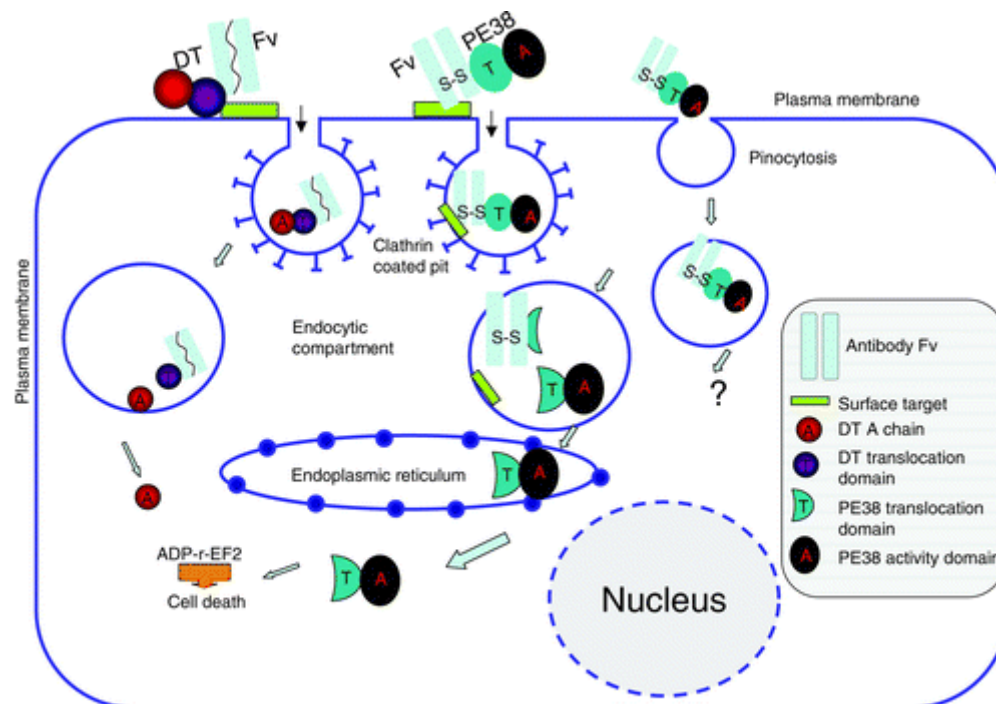 DT
Fv
Fv
PE38
S-S
T
A
S-S
T
A
Plasma membrane
Pinocytosis
A
S-S
T
A
Clathrin
coated pit
S-S
T
A
Plasma membrane
Endocytic
compartment
S-S
T
A
T
A
?
Endoplasmic reticulum
T
A
A
ADP-r-EF2
Cell death
T
A
Nucleus
Antibody Fv
Surface target
A
DT A chain
T
DT translocation
domain
T
PE38 translocation
domain
A
PE38 activity domain